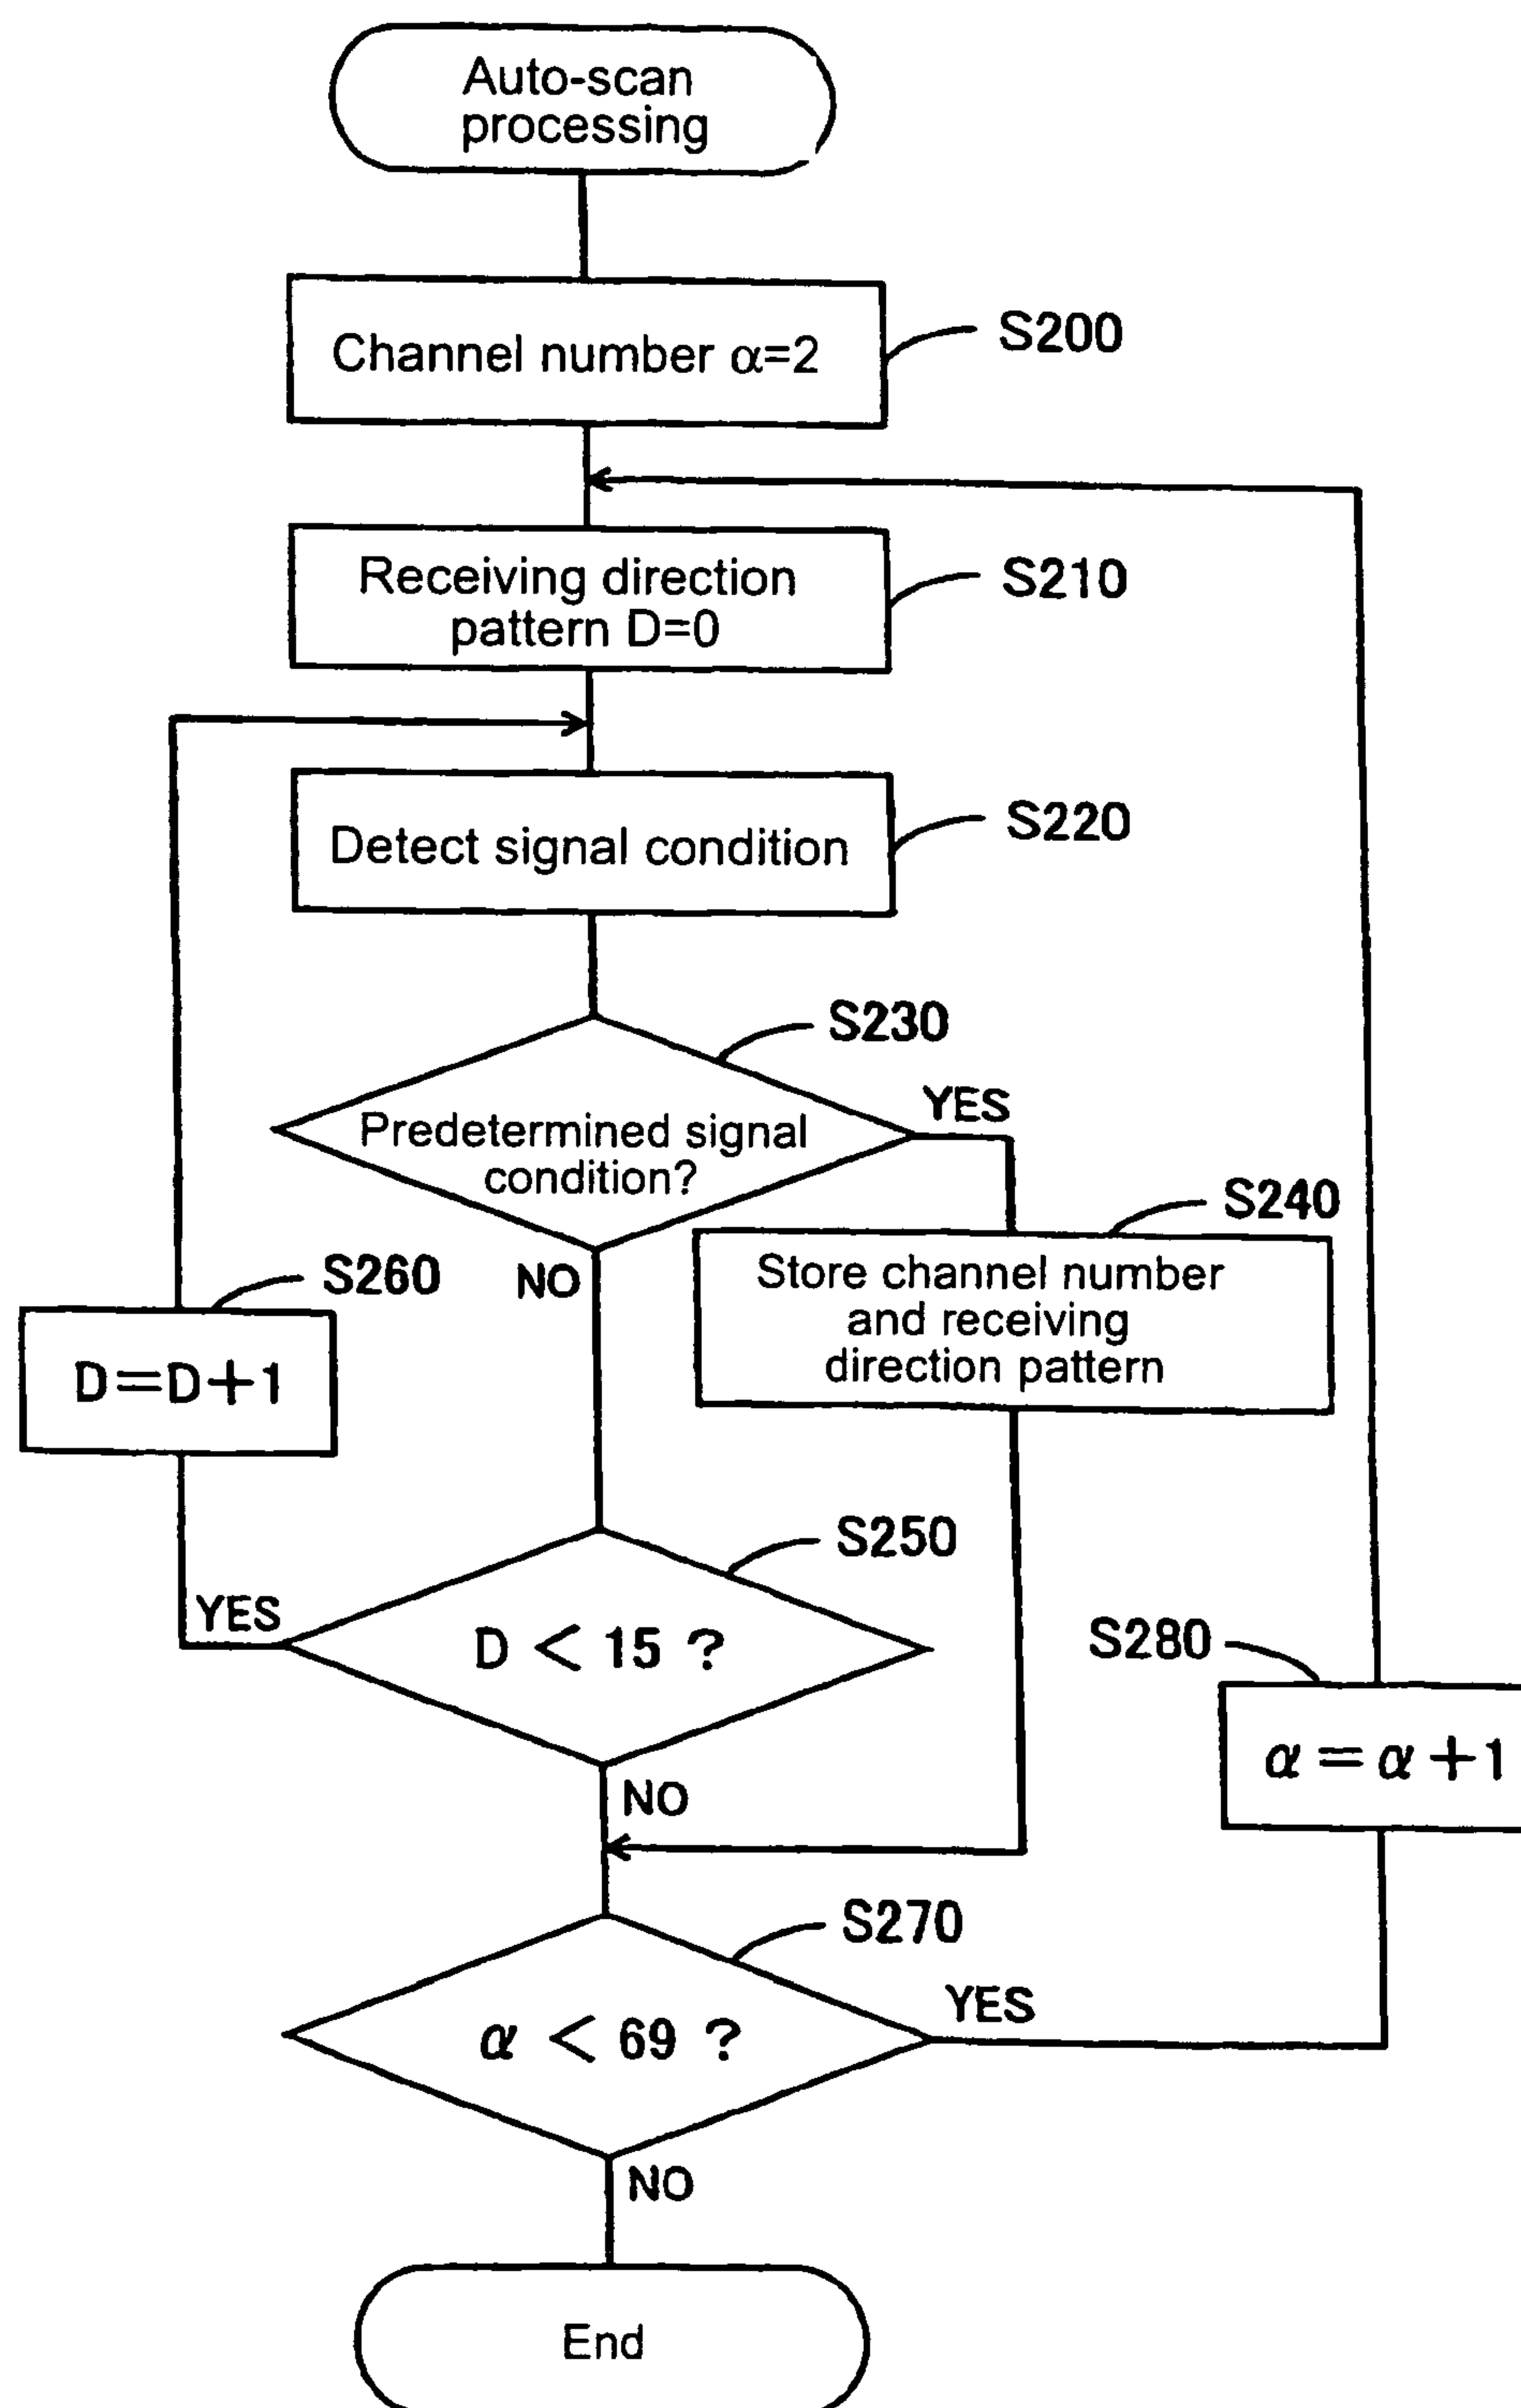 Auto-scan
processing
Channel number α=2
S200
Receiving direction
pattern D=0
S210
Detect signal condition
S220
S230
Predetermined signal
condition?
YES
NO
S240
Store channel number
and receiving
direction pattern
S260
D=D+1
S250
D < 15 ?
YES
NO
S280
α=α+1
S270
α < 69 ?
YES
NO
End